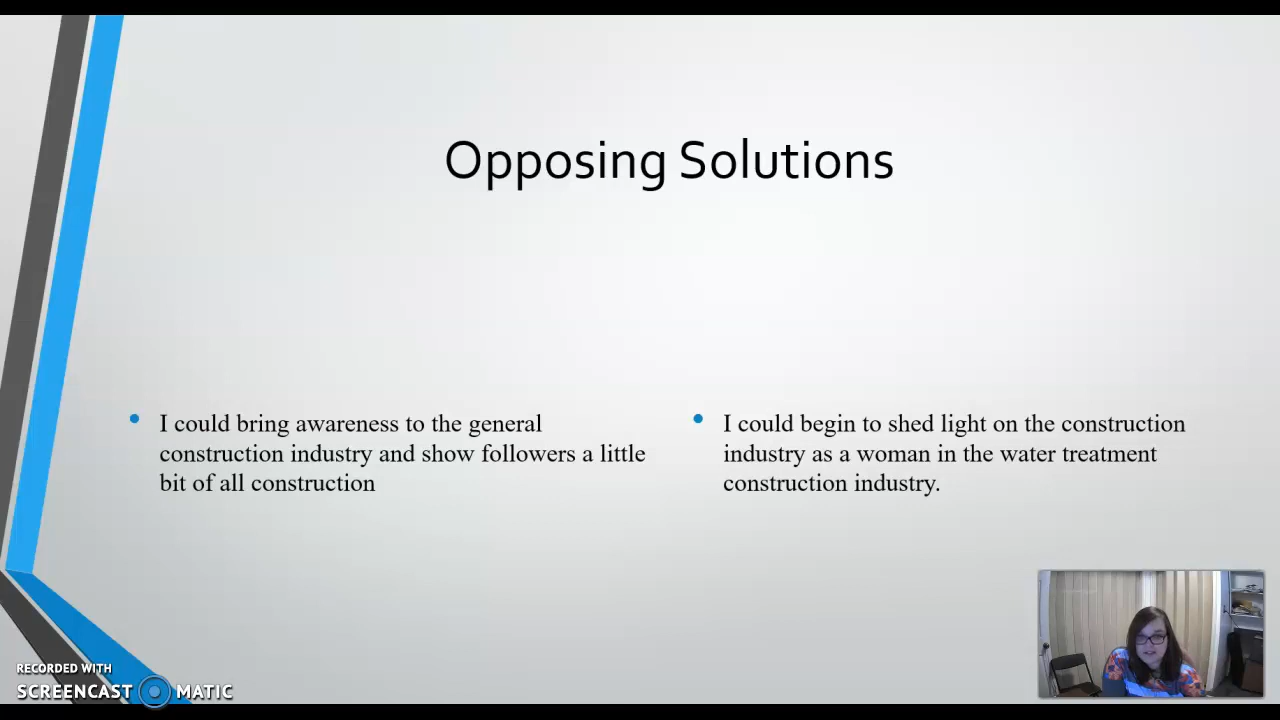 Opposing Solutions
I could bring awareness to the general
construction industry and show followers a little
bit of all construction
I could begin to shed light on the construction
industry as a woman in the water treatment
construction industry.
RECORDED WITH
SCREENCAST MATIC